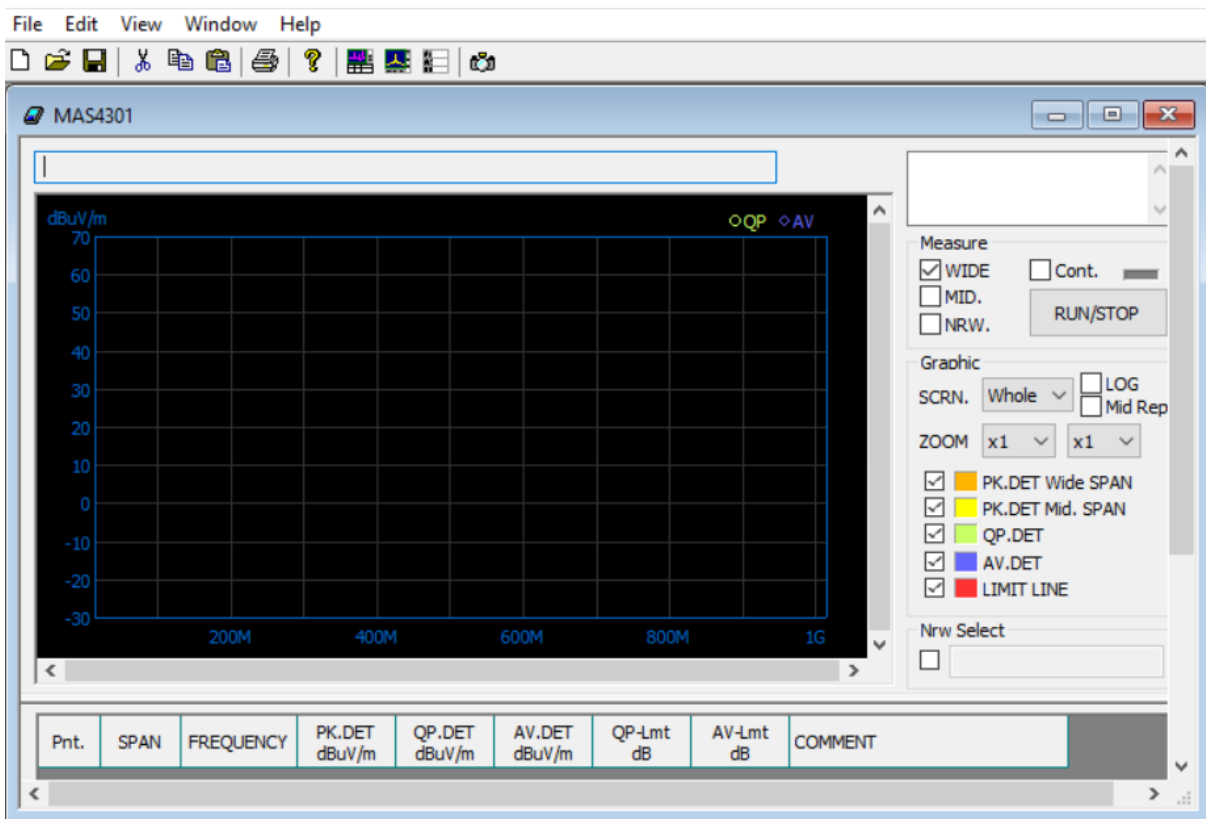 File Edit View Window Help
MAS4301
dBuV/m
QP AV
70
60
50
40
30
20
10
0
-10
-20
-30
200M 400M 600M 800M 1G
Measure
WIDE Cont.
MID.
NRW.
RUN/STOP
Graphic
SCRN. Whole LOG
Mid Rep
ZOOM x1 x1
PK.DET Wide SPAN
PK.DET Mid. SPAN
QP.DET
AV.DET
LIMIT LINE
Nrw Select
Pnt. SPAN FREQUENCY PK.DET dBuV/m QP.DET dBuV/m AV.DET dBuV/m QP-Lmt dB AV-Lmt dB COMMENT